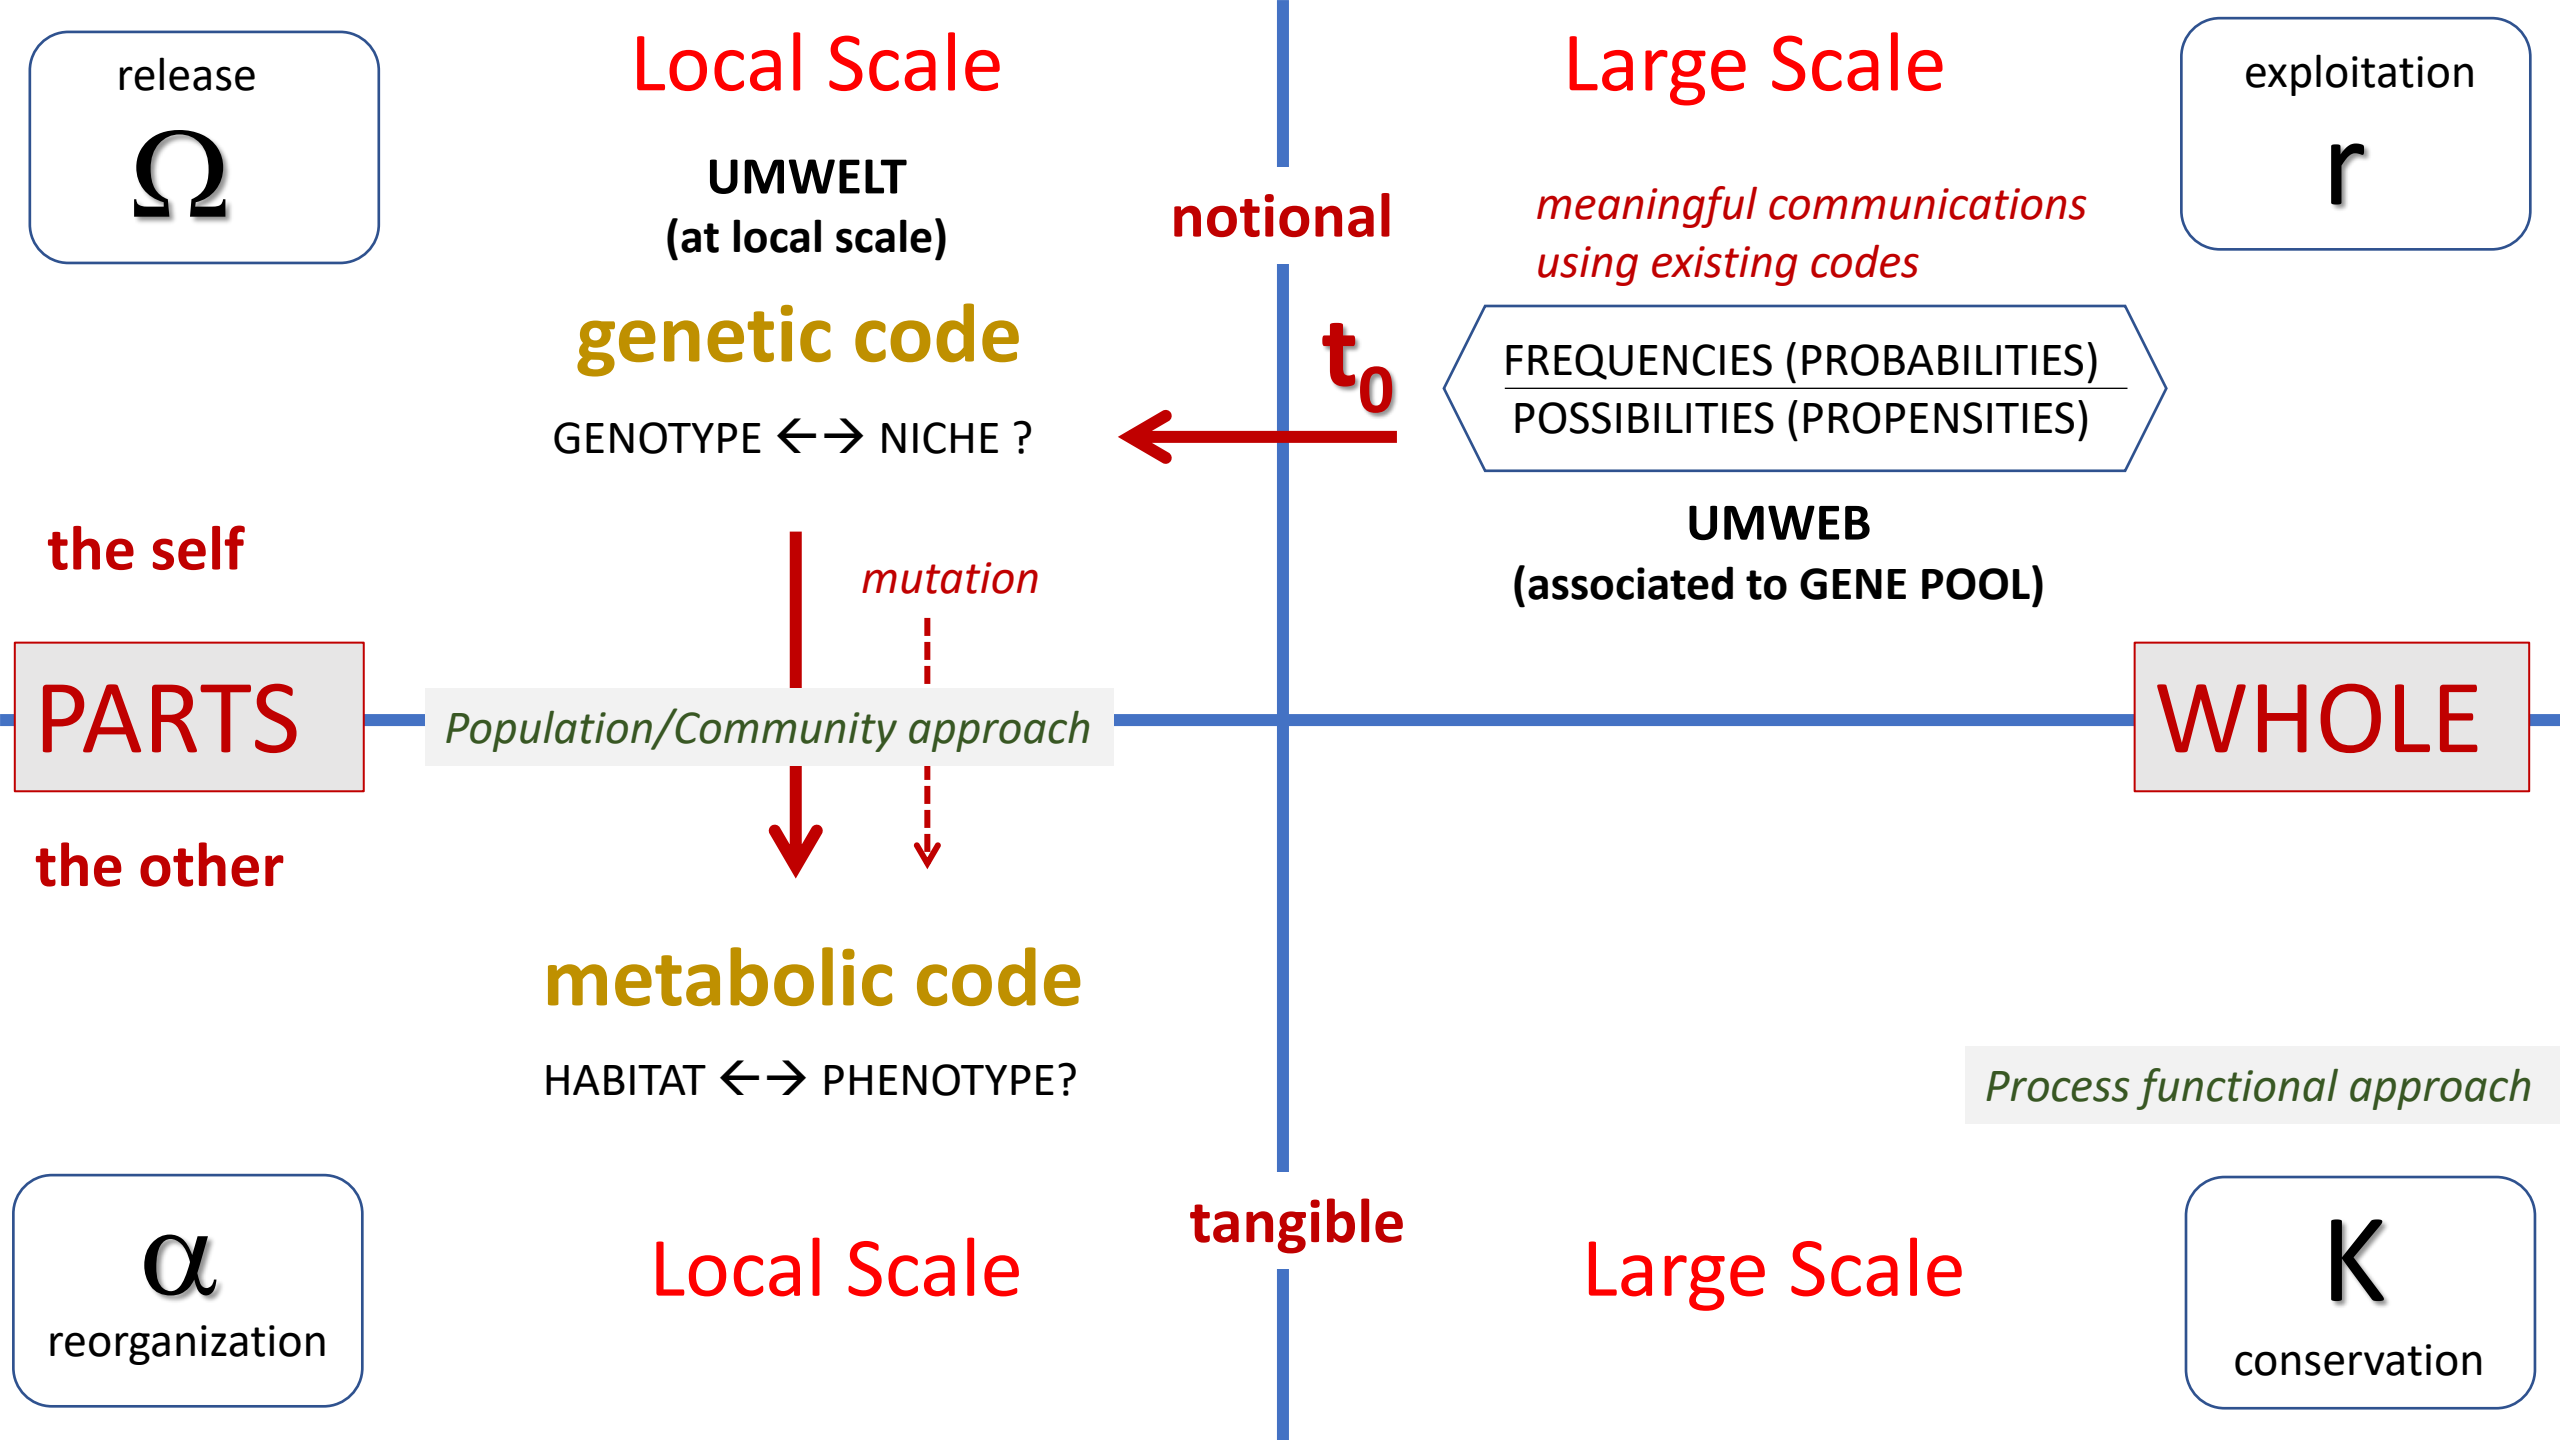 release
Ω
Local Scale
UMWELT
(at local scale)
genetic code
GENOTYPE ←→ NICHE ?
notional
Large Scale
exploitation
r
meaningful communications
using existing codes
t₀
FREQUENCIES (PROBABILITIES)
POSSIBILITIES (PROPENSITIES)
UMWEB
(associated to GENE POOL)
the self
mutation
PARTS
Population/Community approach
WHOLE
the other
metabolic code
HABITAT ←→ PHENOTYPE?
Process functional approach
α
reorganization
Local Scale
tangible
Large Scale
K
conservation